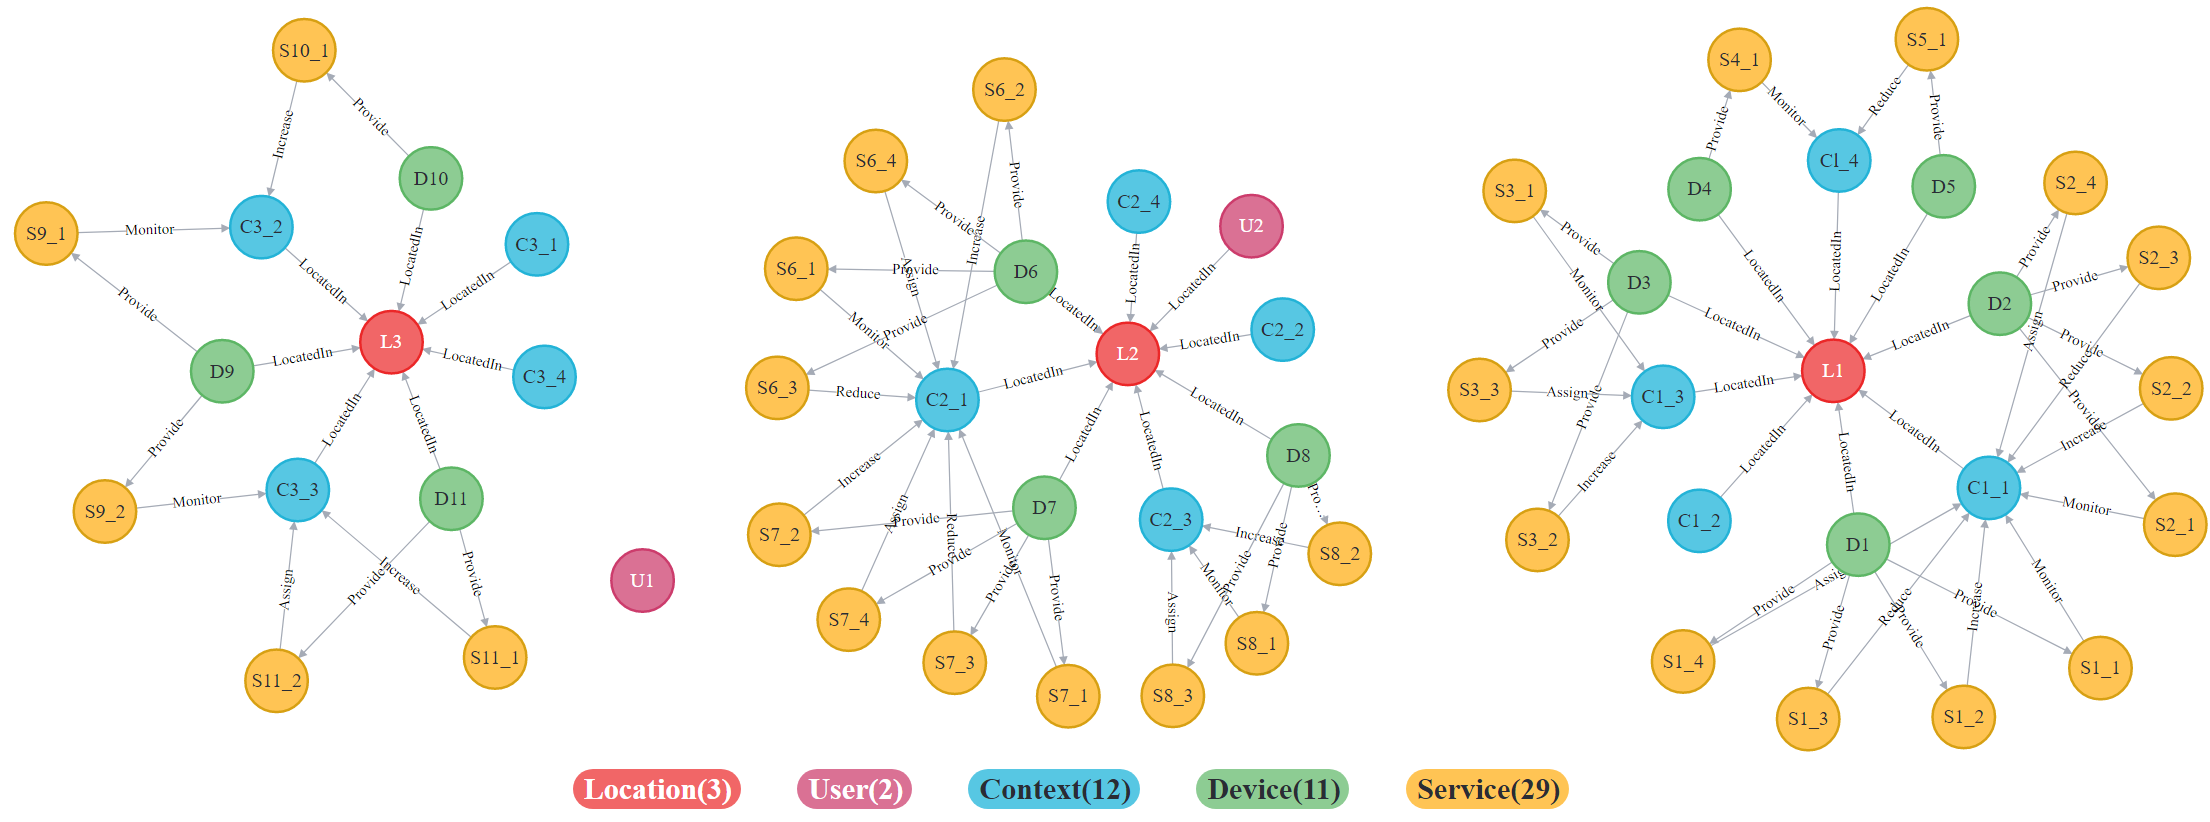 S10_1
Provide
Increase
D10
S9_1
Monitor
C3_2
LocatedIn
C3_1
LocatedIn
LocatedIn
Provide
L3
D9
LocatedIn
LocatedIn
C3_4
Provide
LocatedIn
LocatedIn
S9_2
Monitor
C3_3
D11
Assign
Provide
Increase
Provide
S11_2
S11_1
U1
S6_2
S6_4
Provide
Provide
Increase
C2_4
U2
S6_1
Provide
Assign
D6
LocatedIn
LocatedIn
LocatedIn
Monitor
Provide
C2_2
LocatedIn
L2
S6_3
Reduce
C2_1
LocatedIn
LocatedIn
LocatedIn
LocatedIn
D8
Increase
S7_2
Provide
Assign
Reduce
D7
Monitor
C2_3
Increase
Pro...
S8_2
Provide
Provide
Provide
Provide
Provide
Monitor
Assign
S7_4
S7_3
S7_1
S8_3
S8_1
S4_1
S5_1
Monitor
Reduce
Provide
Provide
Cl_4
S3_1
D4
D5
S2_4
Provide
Monitor
D3
LocatedIn
LocatedIn
LocatedIn
Provide
S2_3
Provide
D2
Provide
LocatedIn
L1
LocatedIn
Assign
Provide
Reduce
S3_3
Assign
Provide
C1_3
LocatedIn
S2_2
Provide
Increase
LocatedIn
LocatedIn
LocatedIn
Increase
S3_2
C1_2
C1_1
Monitor
S2_1
D1
Provide
Assig
Provide
Reduce
Provide
Increase
Provide
Monitor
S1_4
S1_3
S1_2
S1_1
Location(3)
User(2)
Context(12)
Device(11)
Service(29)